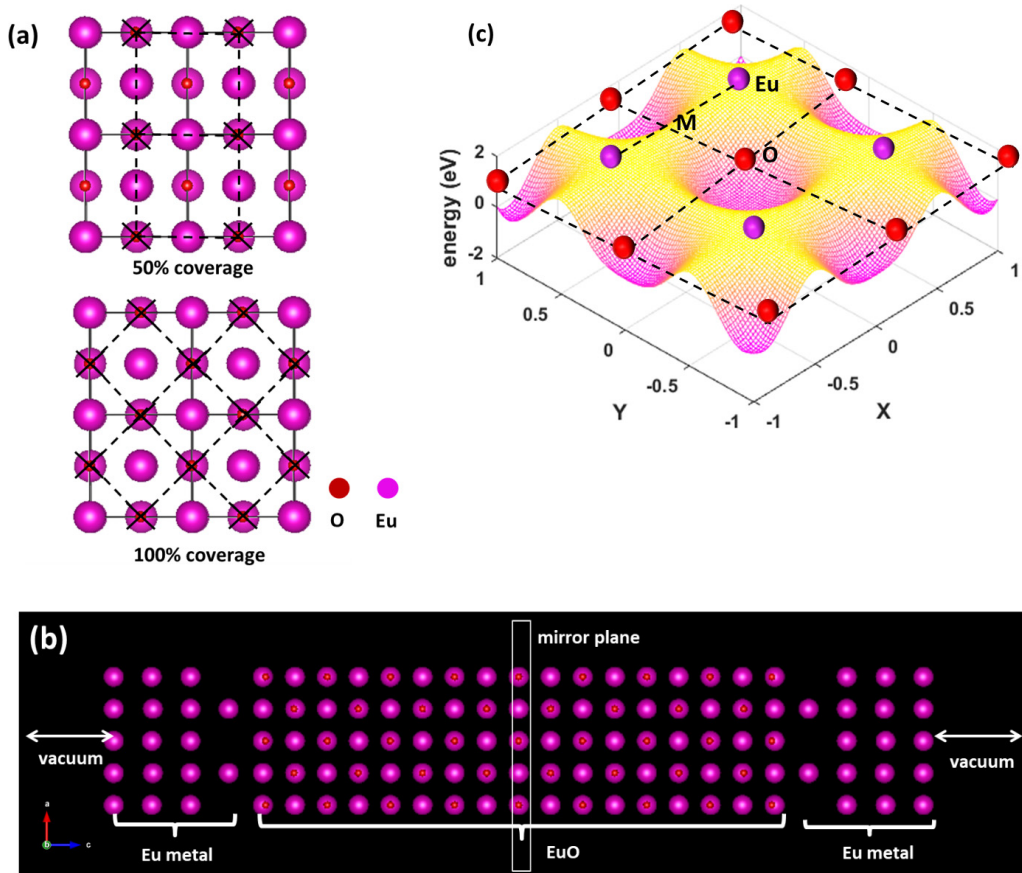 (a)
50% coverage
100% coverage
O
Eu
(c)
Eu
M
O
energy (eV)
2
0
-2
1
0.5
0
-0.5
-1
Y
-1
-0.5
0
0.5
1
X
(b)
mirror plane
vacuum
vacuum
a
b
c
Eu metal
EuO
Eu metal